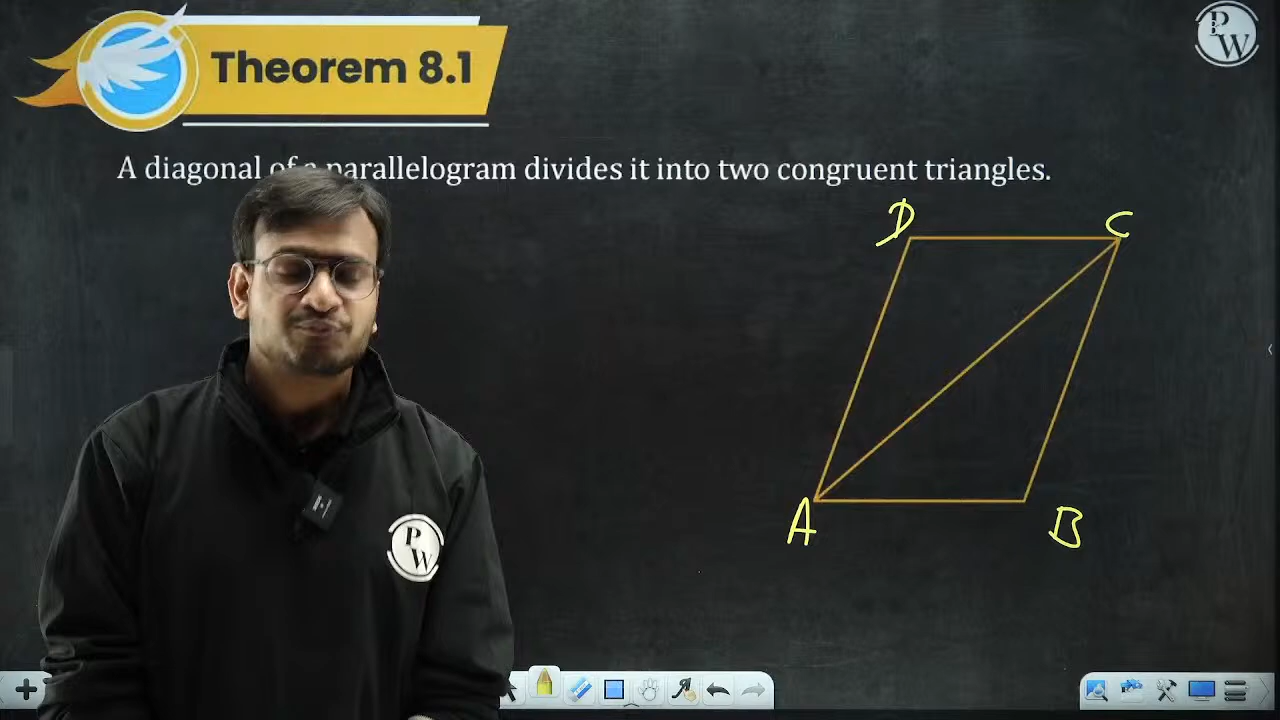 Theorem 8.1
P
W
A diagonal of a parallelogram divides it into two congruent triangles.
D
C
A
B
P
W